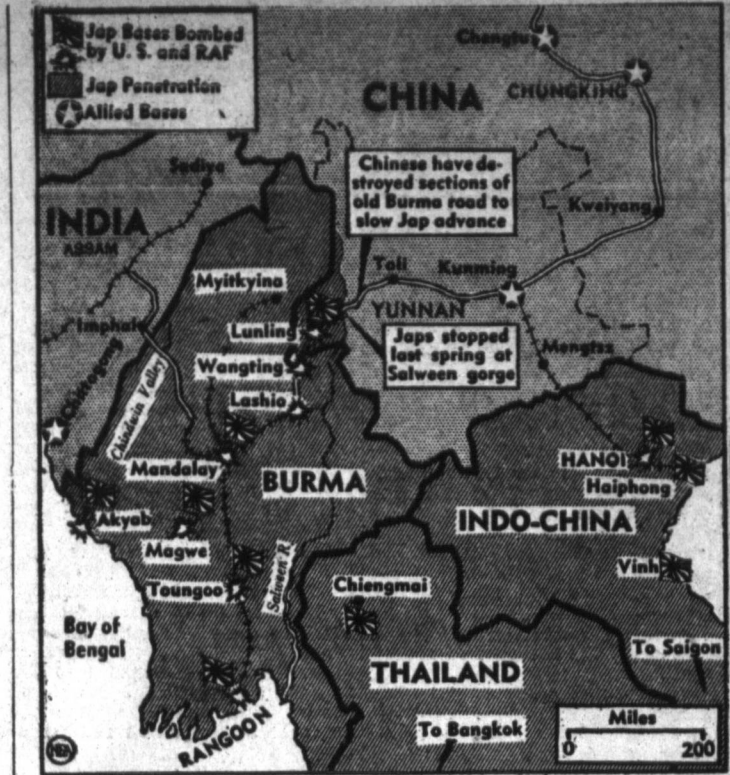 Jap Bases Bombed
by U. S. and RAF
Jap Penetration
Allied Bases
Chengtu
CHUNGKING
CHINA
Sadiya
INDIA
ASSAM
Chinese have de-
stroyed sections of
old Burma road to
slow Jap advance
Kweiyang
Tali
Kunming
YUNNAN
Myitkyina
Lunling
Japs stopped
last spring at
Salween gorge
Mengtsz
Imphal
Wangting
Chittagong
Chindwin Valley
Lashio
Mandalay
BURMA
HANOI
Haiphong
Akyab
INDO-CHINA
Magwe
Toungoo
Salween R.
Chiengmai
Vinh
Bay of
Bengal
To Saigon
THAILAND
RANGOON
To Bangkok
Miles
0 200
NEA